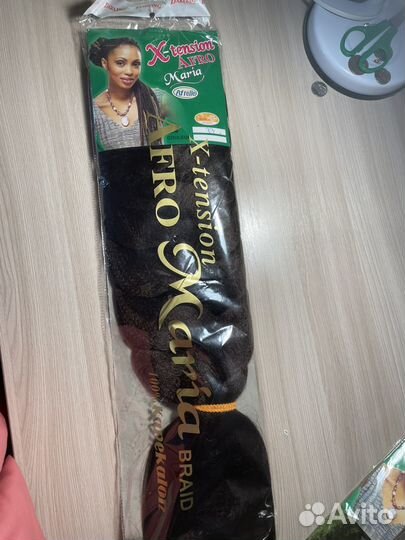 X-tension
AFRO
Maria
Afrelle
X-tension
AFRO Maria BRAID
100% Kanekalon
Avito